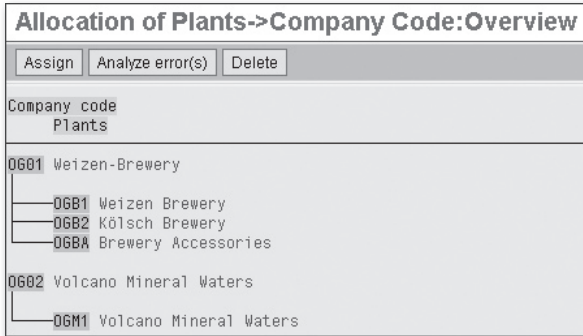 Allocation of Plants->Company Code:Overview
Assign Analyze error(s) Delete
Company code
Plants
OG01 Weizen-Brewery
OGB1 Weizen Brewery
OGB2 Kölsch Brewery
OGBA Brewery Accessories
OG02 Volcano Mineral Waters
OGM1 Volcano Mineral Waters